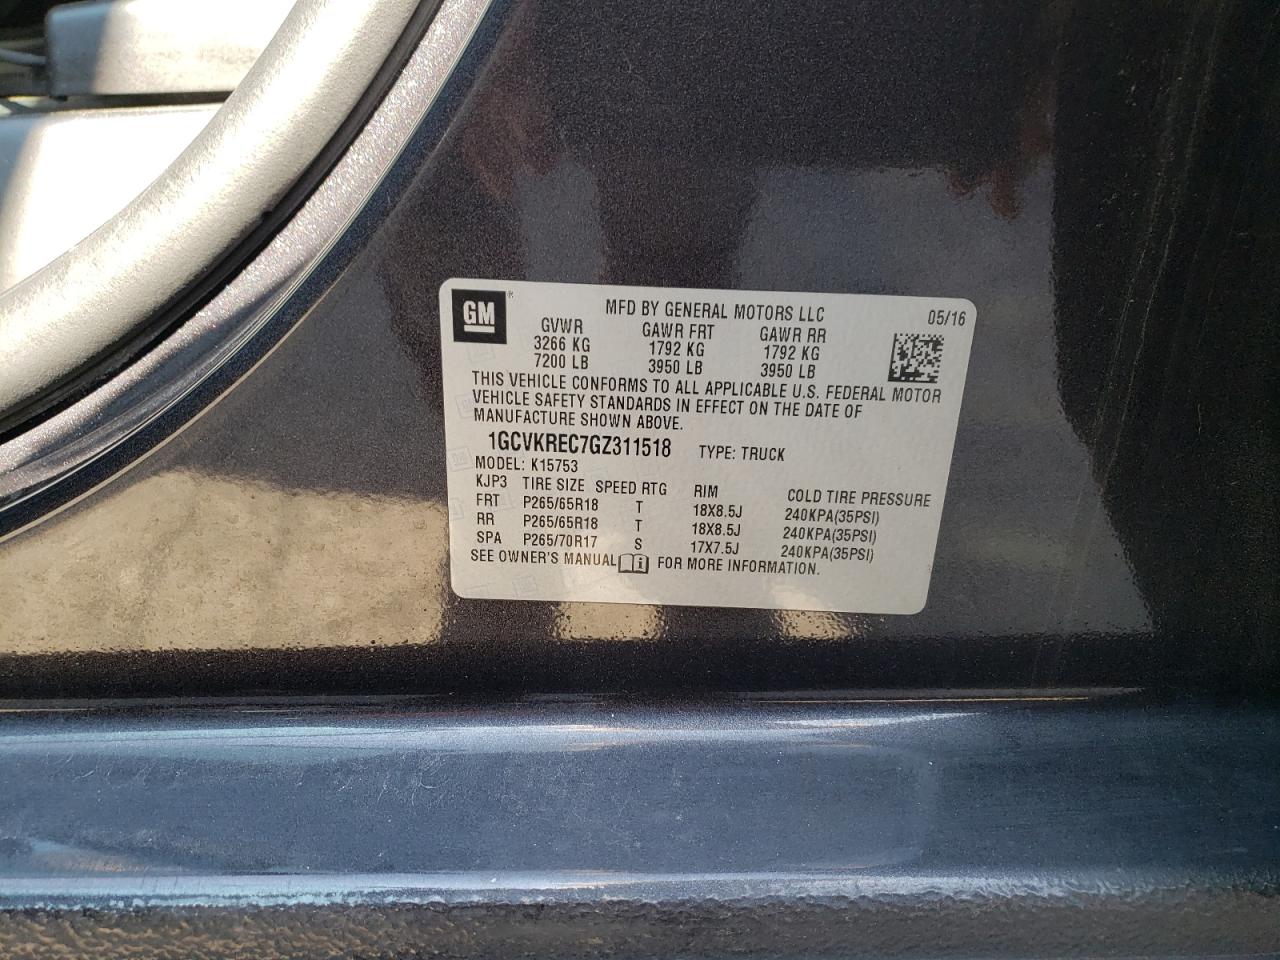 GM® MFD BY GENERAL MOTORS LLC 05/16
GVWR GAWR FRT GAWR RR
3266 KG 1792 KG 1792 KG
7200 LB 3950 LB 3950 LB
THIS VEHICLE CONFORMS TO ALL APPLICABLE U.S. FEDERAL MOTOR
VEHICLE SAFETY STANDARDS IN EFFECT ON THE DATE OF
MANUFACTURE SHOWN ABOVE.
1GCVKREC7GZ311518 TYPE: TRUCK
MODEL: K15753
KJP3 TIRE SIZE SPEED RTG RIM COLD TIRE PRESSURE
FRT P265/65R18 T 18X8.5J 240KPA(35PSI)
RR P265/65R18 T 18X8.5J 240KPA(35PSI)
SPA P265/70R17 S 17X7.5J 240KPA(35PSI)
SEE OWNER'S MANUAL FOR MORE INFORMATION.